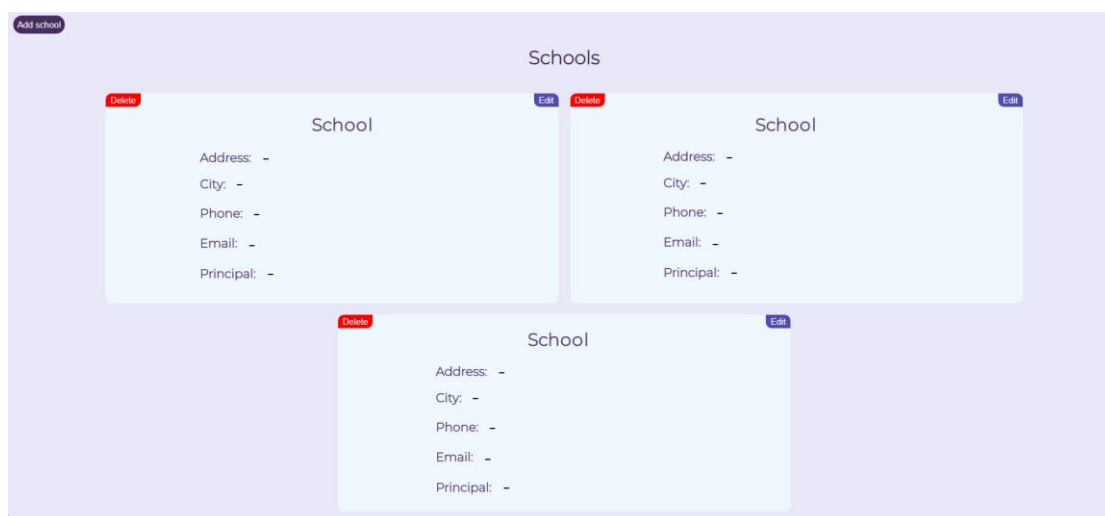 Add school
Schools
Delete
Edit
School
Address: -
City: -
Phone: -
Email: -
Principal: -
Delete
Edit
School
Address: -
City: -
Phone: -
Email: -
Principal: -
Delete
Edit
School
Address: -
City: -
Phone: -
Email: -
Principal: -